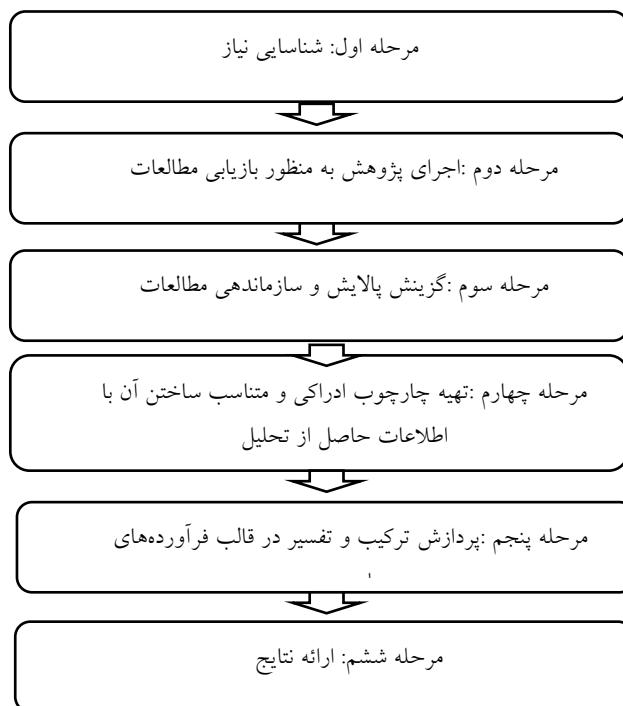 مرحله اول: شناسایی نیاز
مرحله دوم :اجرای پژوهش به منظور بازیابی مطالعات
مرحله سوم :گزینش پالایش و سازماندهی مطالعات
مرحله چهارم :تهیه چارچوب ادراکی و متناسب ساختن آن با
اطلاعات حاصل از تحلیل
مرحله پنجم :پردازش ترکیب و تفسیر در قالب فرآورده‌های
مرحله ششم: ارائه نتایج